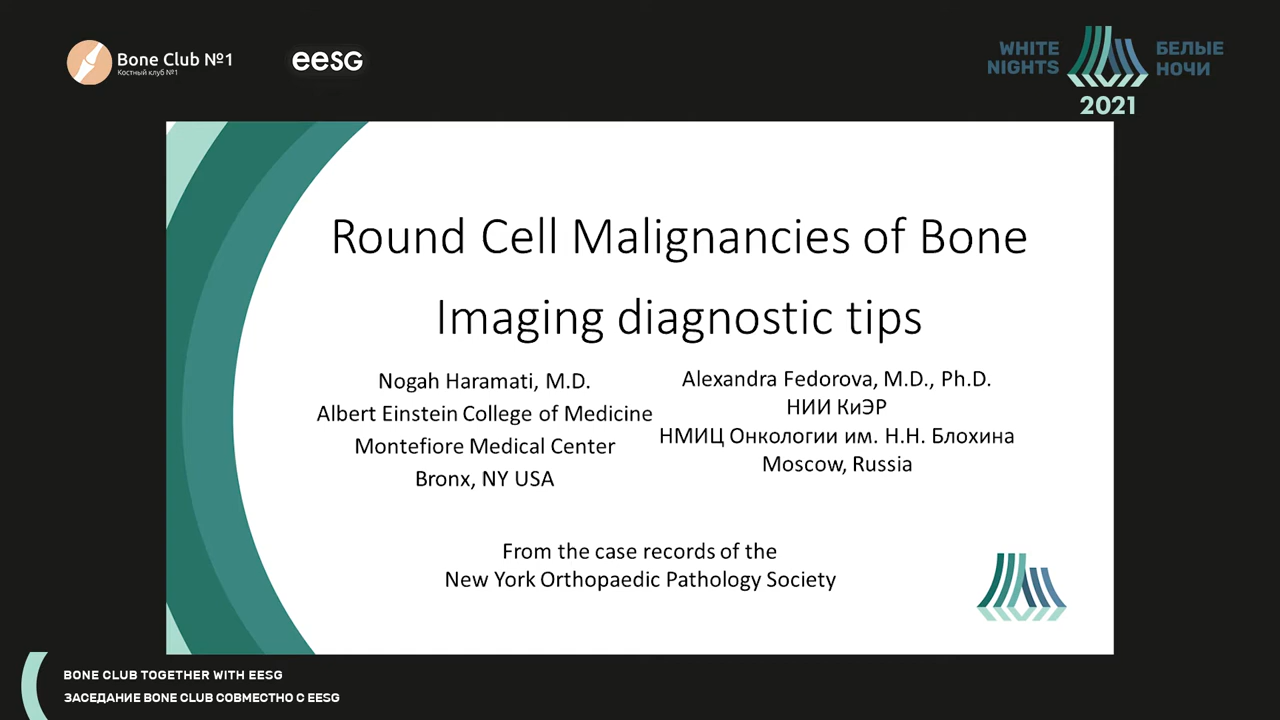 Bone Club №1
Костный клуб №1
eesg
WHITE
NIGHTS
БЕЛЫЕ
НОЧИ
2021
Round Cell Malignancies of Bone
Imaging diagnostic tips
Nogah Haramati, M.D.
Albert Einstein College of Medicine
Montefiore Medical Center
Bronx, NY USA
Alexandra Fedorova, M.D., Ph.D.
НИИ КиЭР
НМИЦ Онкологии им. Н.Н. Блохина
Moscow, Russia
From the case records of the
New York Orthopaedic Pathology Society
BONE CLUB TOGETHER WITH EESG
ЗАСЕДАНИЕ BONE CLUB СОВМЕСТНО С EESG